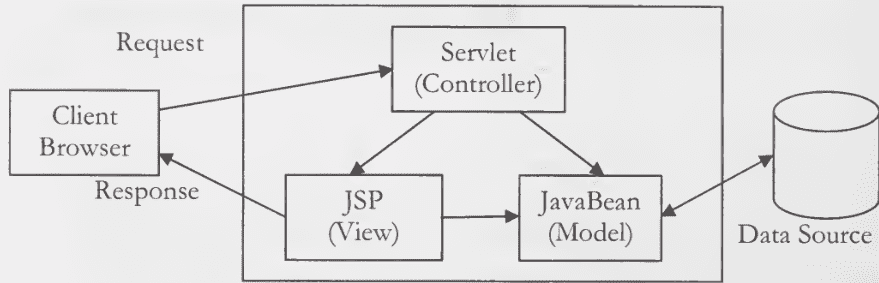 Request
Servlet
(Controller)
Client
Browser
Response
JSP
(View)
JavaBean
(Model)
Data Source